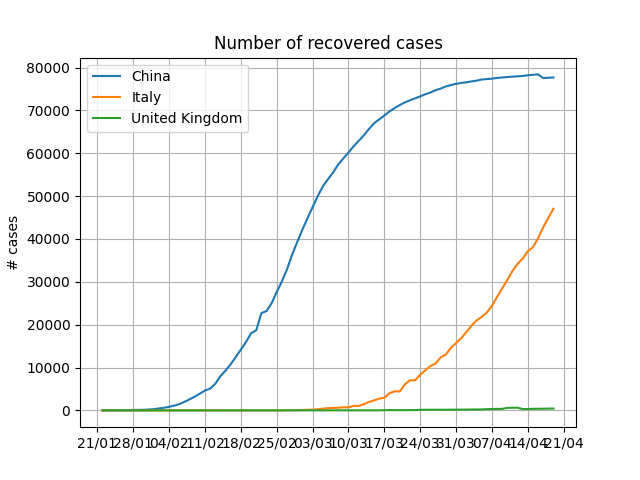 Number of recovered cases
China
Italy
United Kingdom
# cases
80000
70000
60000
50000
40000
30000
20000
10000
0
21/01 28/01 04/02 11/02 18/02 25/02 03/03 10/03 17/03 24/03 31/03 07/04 14/04 21/04